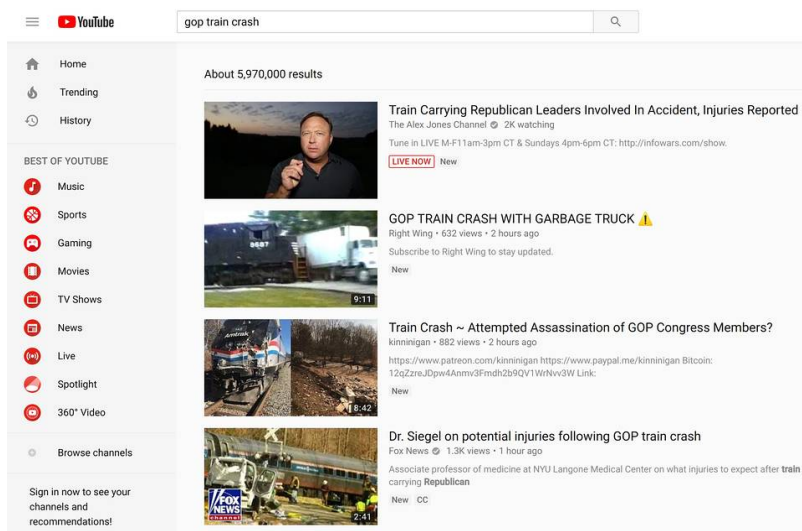 YouTube
gop train crash
Home
Trending
History
BEST OF YOUTUBE
Music
Sports
Gaming
Movies
TV Shows
News
Live
Spotlight
360° Video
Browse channels
Sign in now to see your
channels and
recommendations!
About 5,970,000 results
Train Carrying Republican Leaders Involved In Accident, Injuries Reported
The Alex Jones Channel 2K watching
Tune in LIVE M-F11am-3pm CT & Sundays 4pm-6pm CT: http://infowars.com/show.
LIVE NOW New
9:11
GOP TRAIN CRASH WITH GARBAGE TRUCK ⚠️
Right Wing • 632 views • 2 hours ago
Subscribe to Right Wing to stay updated.
New
Amtrak
8:42
Train Crash ~ Attempted Assassination of GOP Congress Members?
kinninigan • 882 views • 2 hours ago
https://www.patreon.com/kinninigan https://www.paypal.me/kinninigan Bitcoin:
12qZzreJDpw4Anmv3Fmdh2b9QV1WrNvv3W Link:
New
FOX
NEWS
channel
2:41
Dr. Siegel on potential injuries following GOP train crash
Fox News 1.3K views • 1 hour ago
Associate professor of medicine at NYU Langone Medical Center on what injuries to expect after train
carrying Republican
New CC